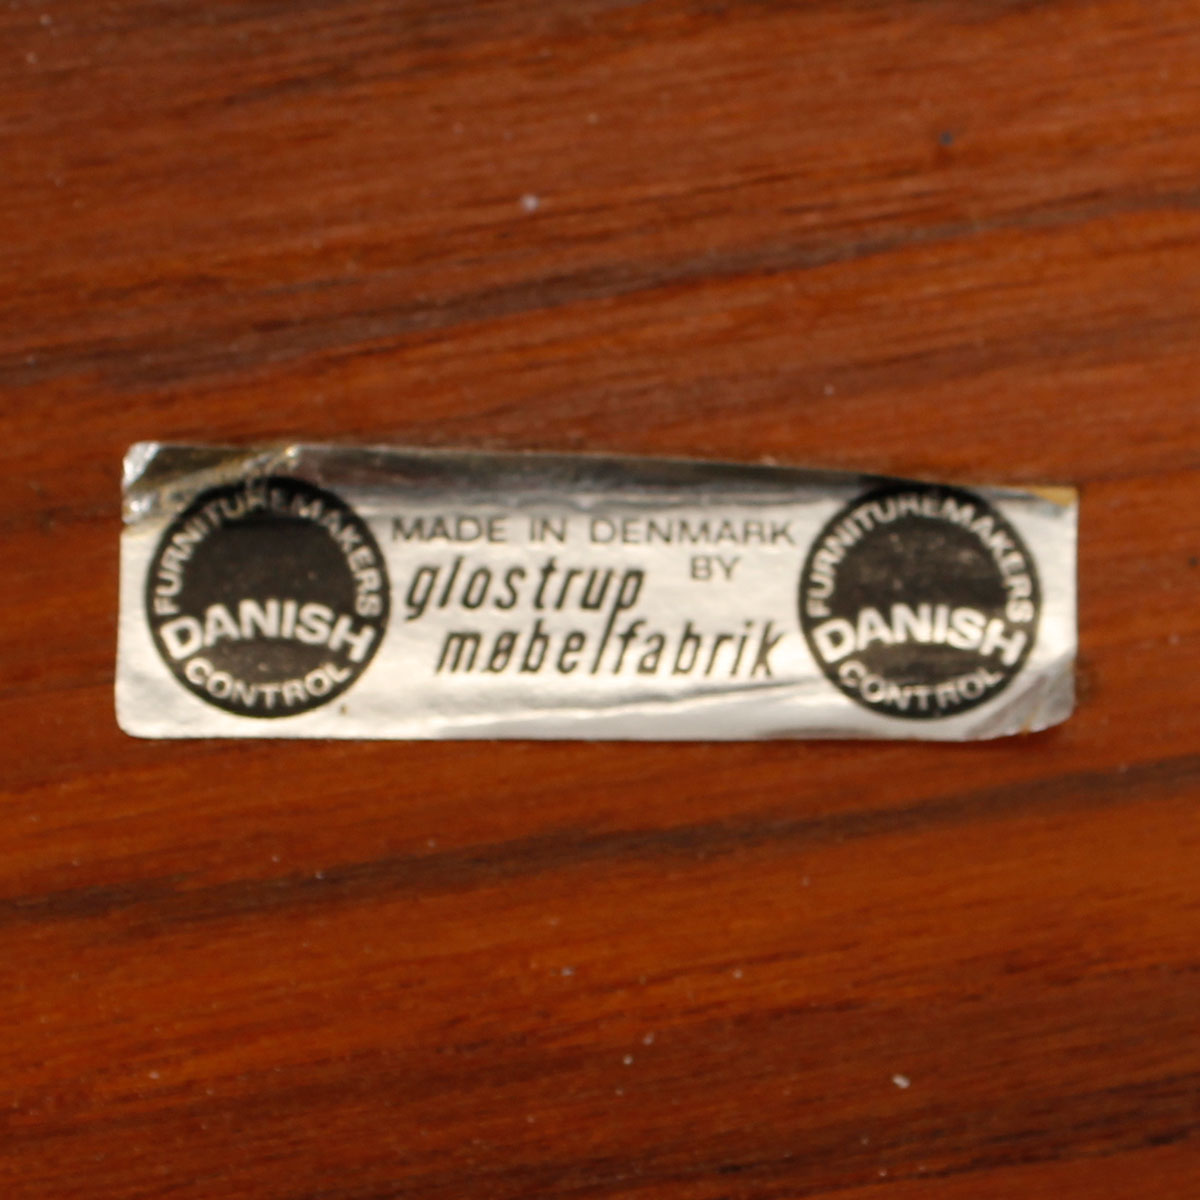 FURNITUREMAKERS
DANISH
CONTROL
MADE IN DENMARK
BY
glostrup
møbelfabrik
FURNITUREMAKERS
DANISH
CONTROL